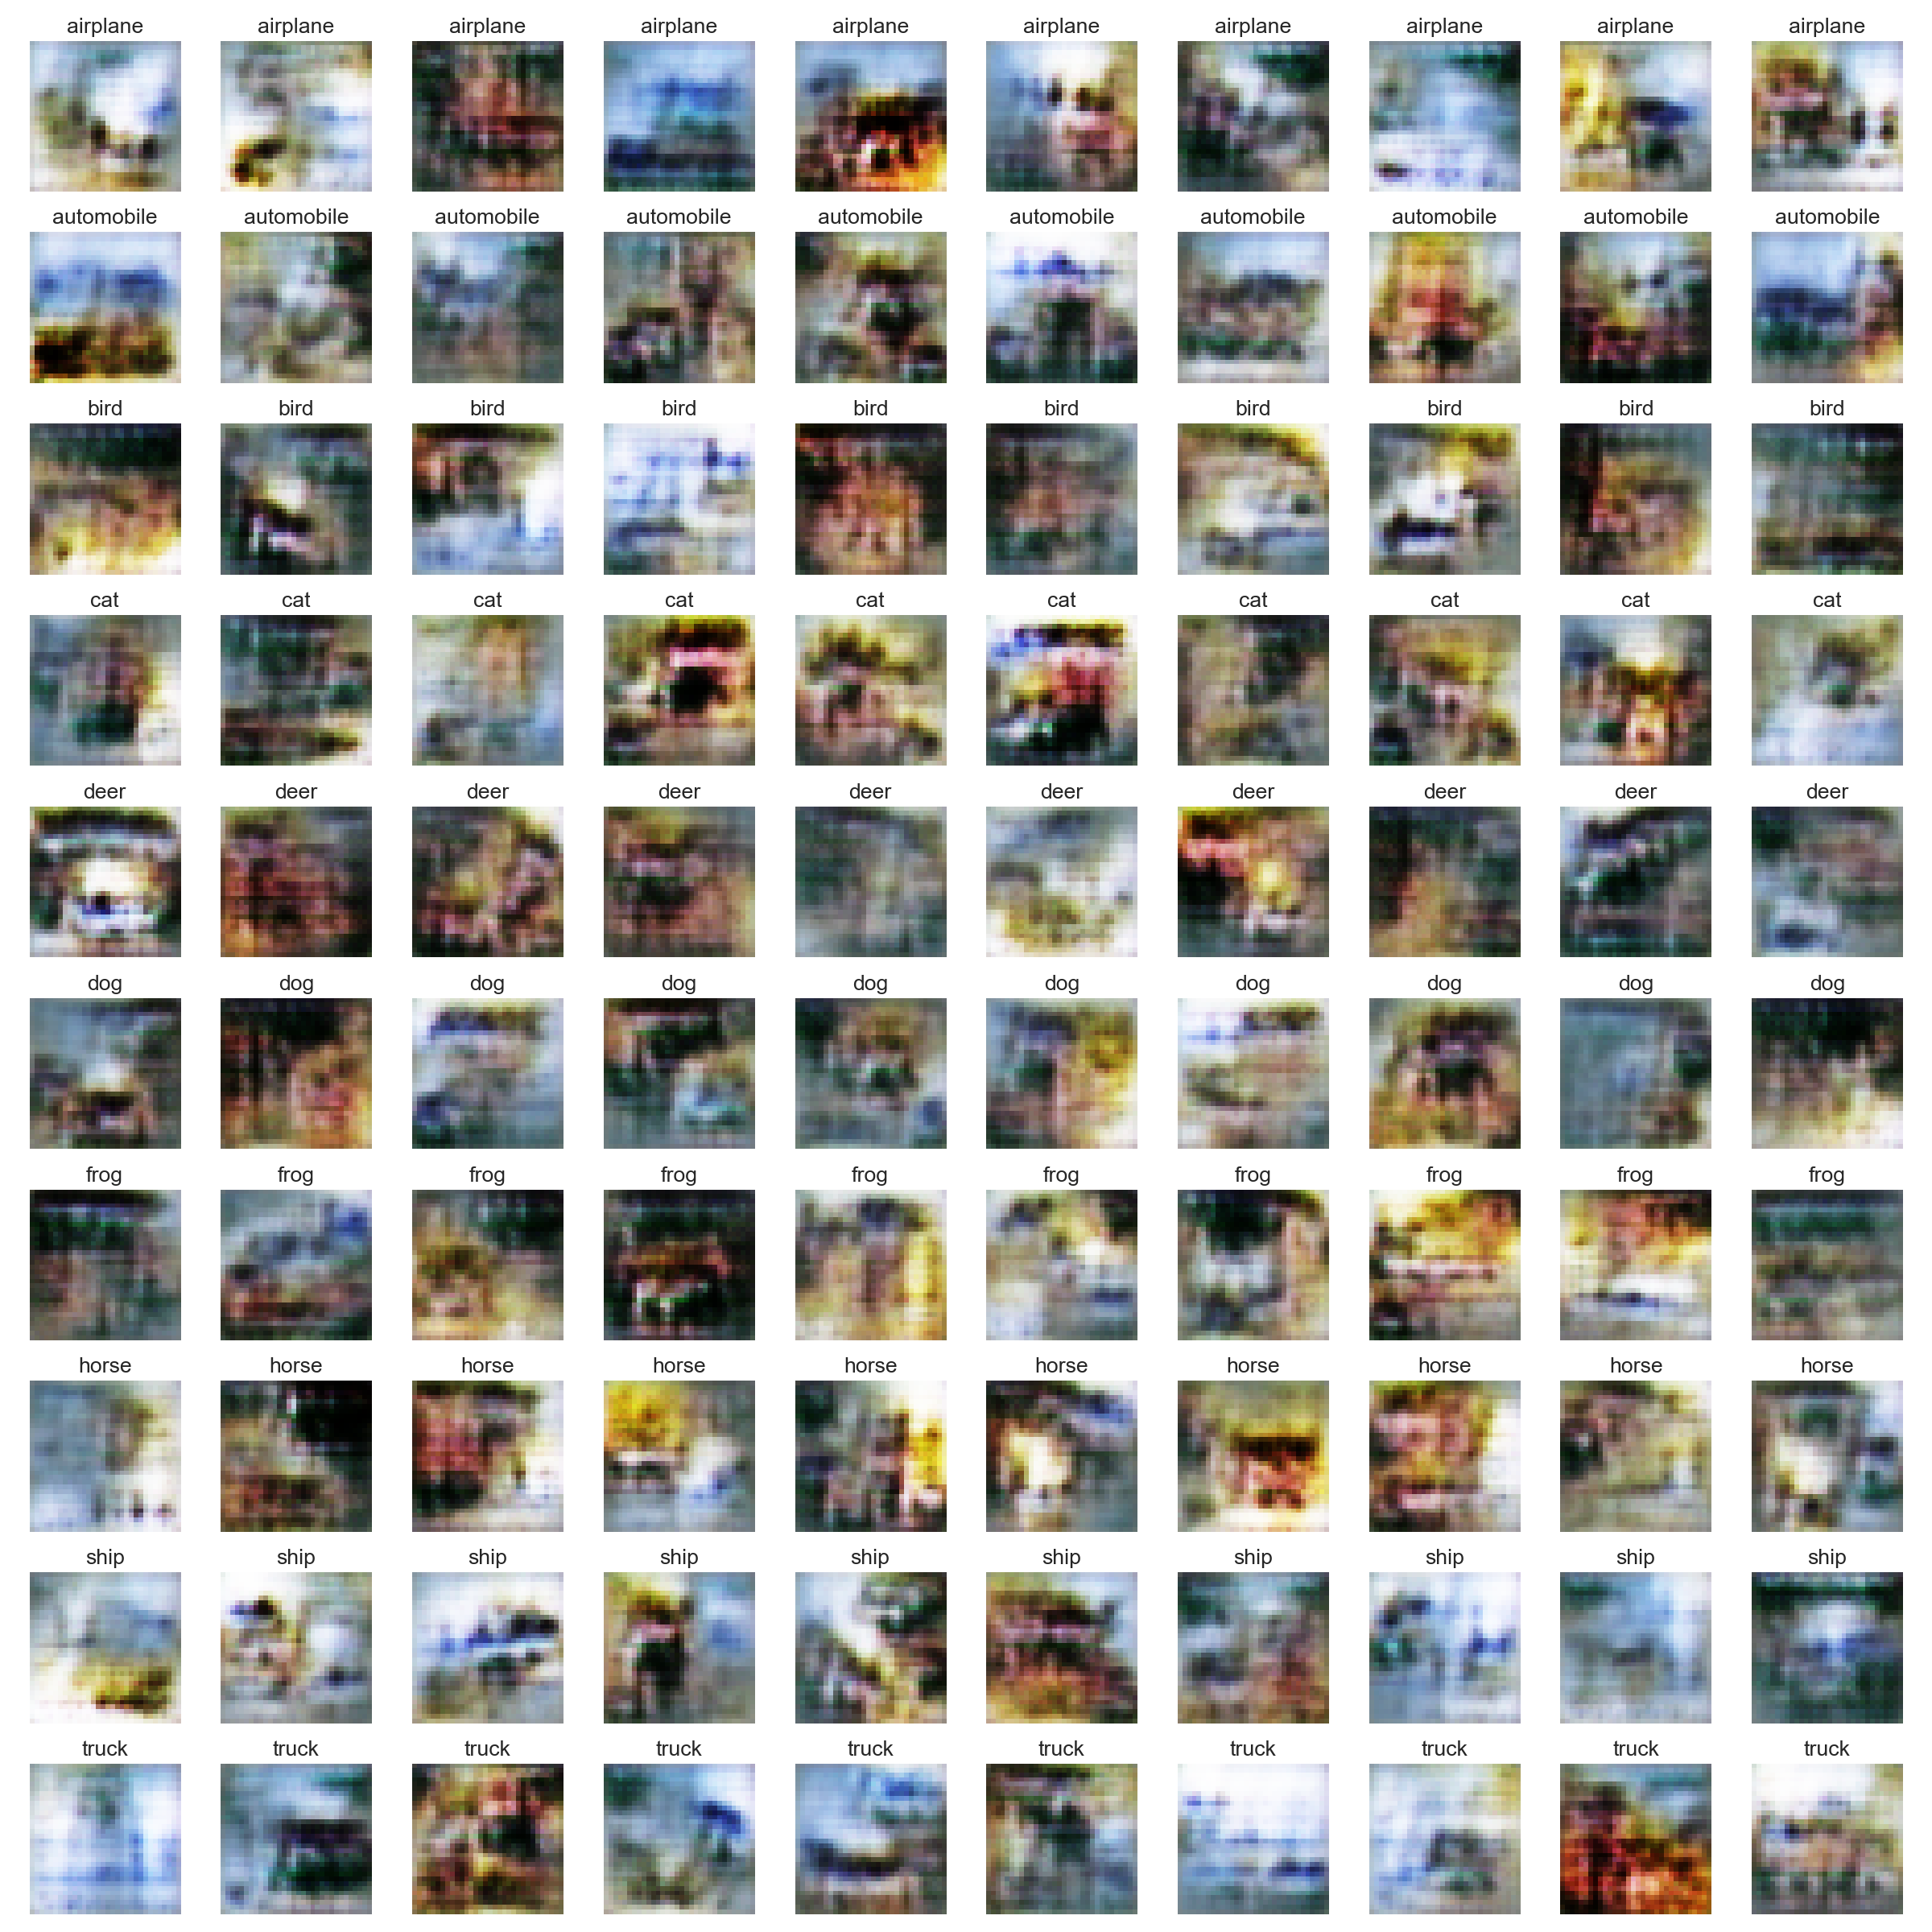 airplane airplane airplane airplane airplane airplane airplane airplane airplane airplane
automobile automobile automobile automobile automobile automobile automobile automobile automobile automobile
bird bird bird bird bird bird bird bird bird bird
cat cat cat cat cat cat cat cat cat cat
deer deer deer deer deer deer deer deer deer deer
dog dog dog dog dog dog dog dog dog dog
frog frog frog frog frog frog frog frog frog frog
horse horse horse horse horse horse horse horse horse horse
ship ship ship ship ship ship ship ship ship ship
truck truck truck truck truck truck truck truck truck truck